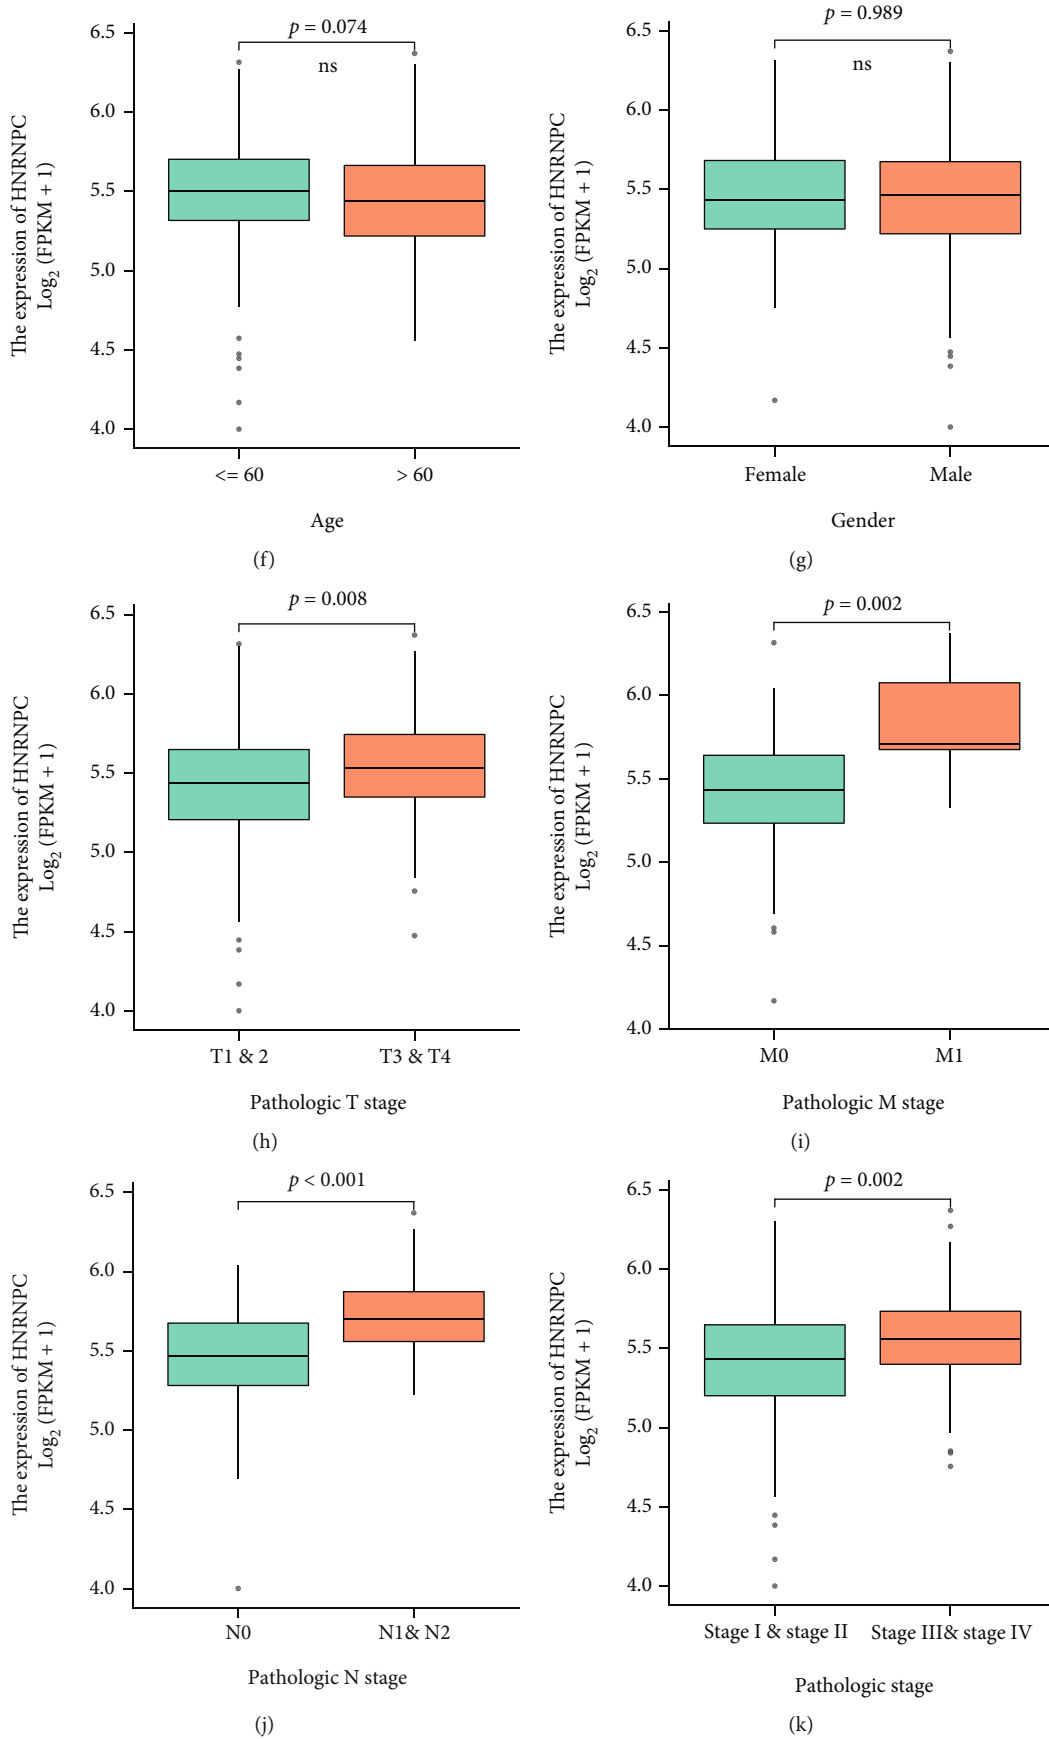 p = 0.074
ns
6.5
6.0
5.5
5.0
4.5
4.0
The expression of HNRNPC
Log2 (FPKM + 1)
<= 60
> 60
Age
(f)
p = 0.989
ns
6.5
6.0
5.5
5.0
4.5
4.0
The expression of HNRNPC
Log2 (FPKM + 1)
Female
Male
Gender
(g)
p = 0.008
6.5
6.0
5.5
5.0
4.5
4.0
The expression of HNRNPC
Log2 (FPKM + 1)
T1 & 2
T3 & T4
Pathologic T stage
(h)
p = 0.002
6.5
6.0
5.5
5.0
4.5
4.0
The expression of HNRNPC
Log2 (FPKM + 1)
M0
M1
Pathologic M stage
(i)
p < 0.001
6.5
6.0
5.5
5.0
4.5
4.0
The expression of HNRNPC
Log2 (FPKM + 1)
N0
N1& N2
Pathologic N stage
(j)
p = 0.002
6.5
6.0
5.5
5.0
4.5
4.0
The expression of HNRNPC
Log2 (FPKM + 1)
Stage I & stage II
Stage III& stage IV
Pathologic stage
(k)